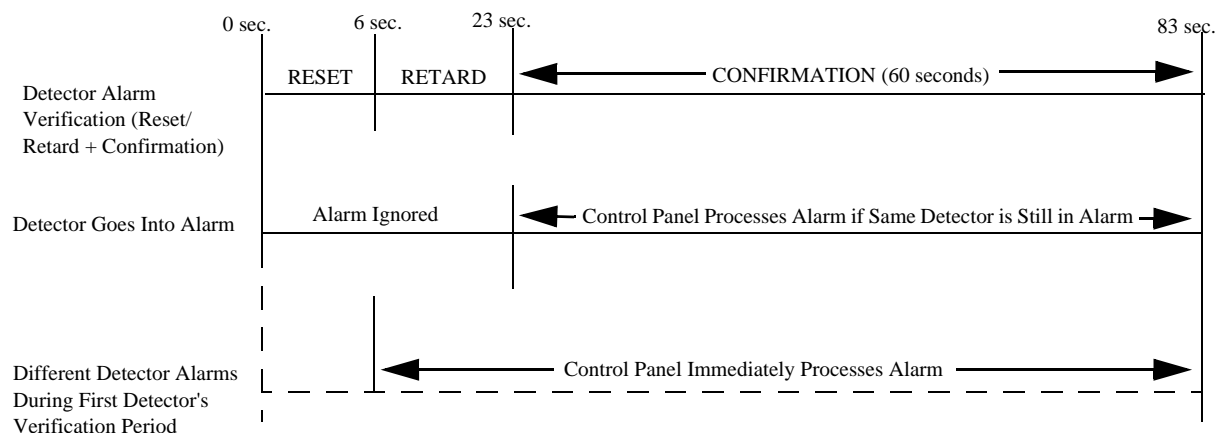 0 sec.
6 sec.
23 sec.
83 sec.
RESET
RETARD
CONFIRMATION (60 seconds)
Detector Alarm
Verification (Reset/
Retard + Confirmation)
Alarm Ignored
Control Panel Processes Alarm if Same Detector is Still in Alarm
Detector Goes Into Alarm
Control Panel Immediately Processes Alarm
Different Detector Alarms
During First Detector's
Verification Period